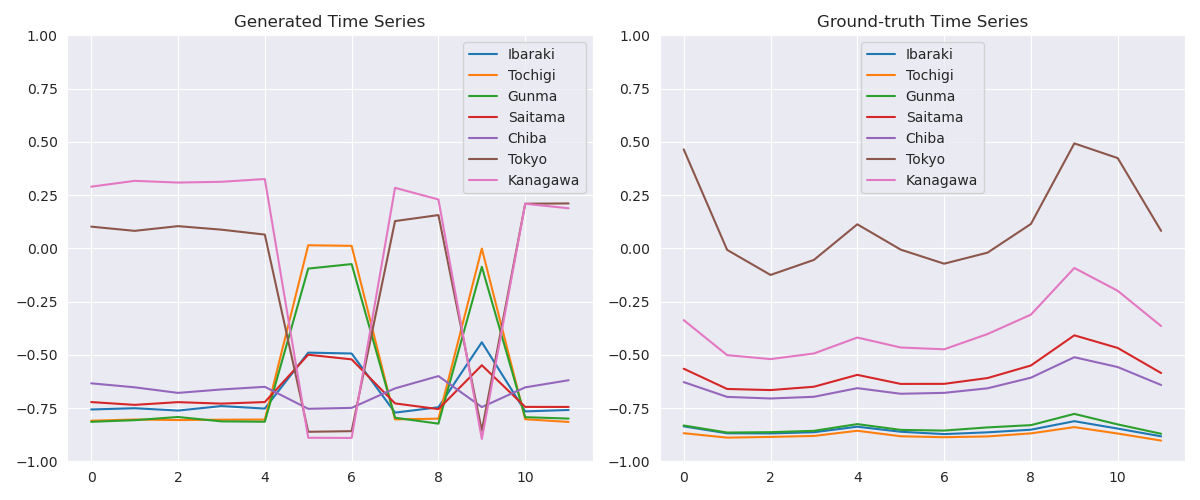 Generated Time Series
1.00
0.75
0.50
0.25
0.00
−0.25
−0.50
−0.75
−1.00
0 2 4 6 8 10
Ibaraki
Tochigi
Gunma
Saitama
Chiba
Tokyo
Kanagawa
Ground-truth Time Series
1.00
0.75
0.50
0.25
0.00
−0.25
−0.50
−0.75
−1.00
0 2 4 6 8 10
Ibaraki
Tochigi
Gunma
Saitama
Chiba
Tokyo
Kanagawa